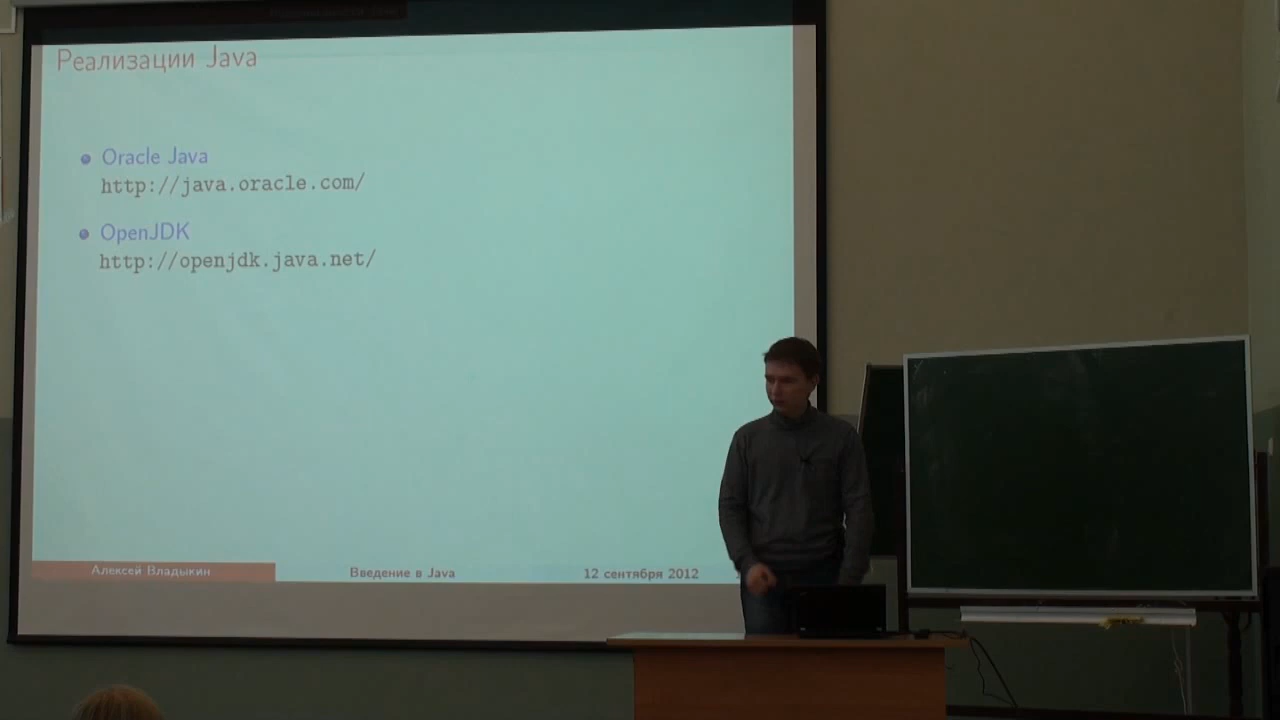 Реализации Java
Oracle Java
http://java.oracle.com/
OpenJDK
http://openjdk.java.net/
Алексей Владыкин
Введение в Java
12 сентября 2012